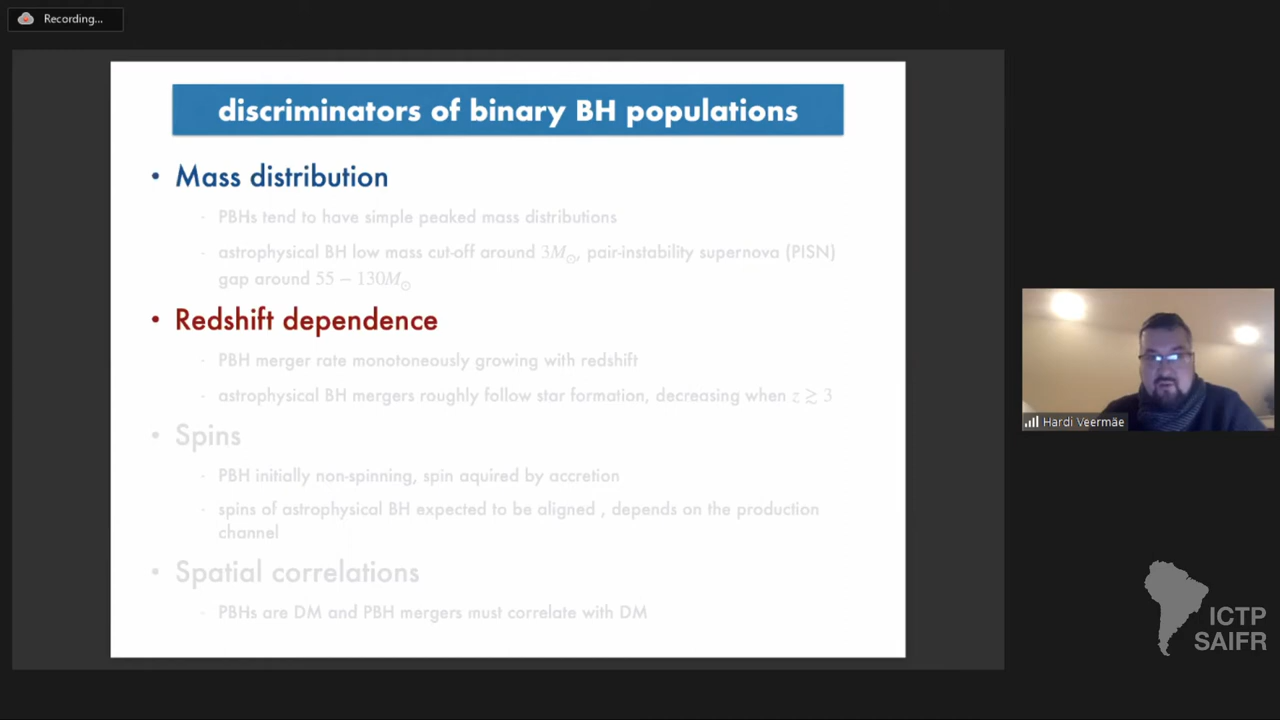 Recording...
discriminators of binary BH populations
• Mass distribution
· PBHs tend to have simple peaked mass distributions
· astrophysical BH low mass cut-off around 3M☉, pair-instability supernova (PISN)
gap around 55 − 130M☉
• Redshift dependence
· PBH merger rate monotoneously growing with redshift
· astrophysical BH mergers roughly follow star formation, decreasing when z ≳ 3
• Spins
· PBH initially non-spinning, spin aquired by accretion
· spins of astrophysical BH expected to be aligned , depends on the production
channel
• Spatial correlations
· PBHs are DM and PBH mergers must correlate with DM
Hardi Veermäe
ICTP
SAIFR